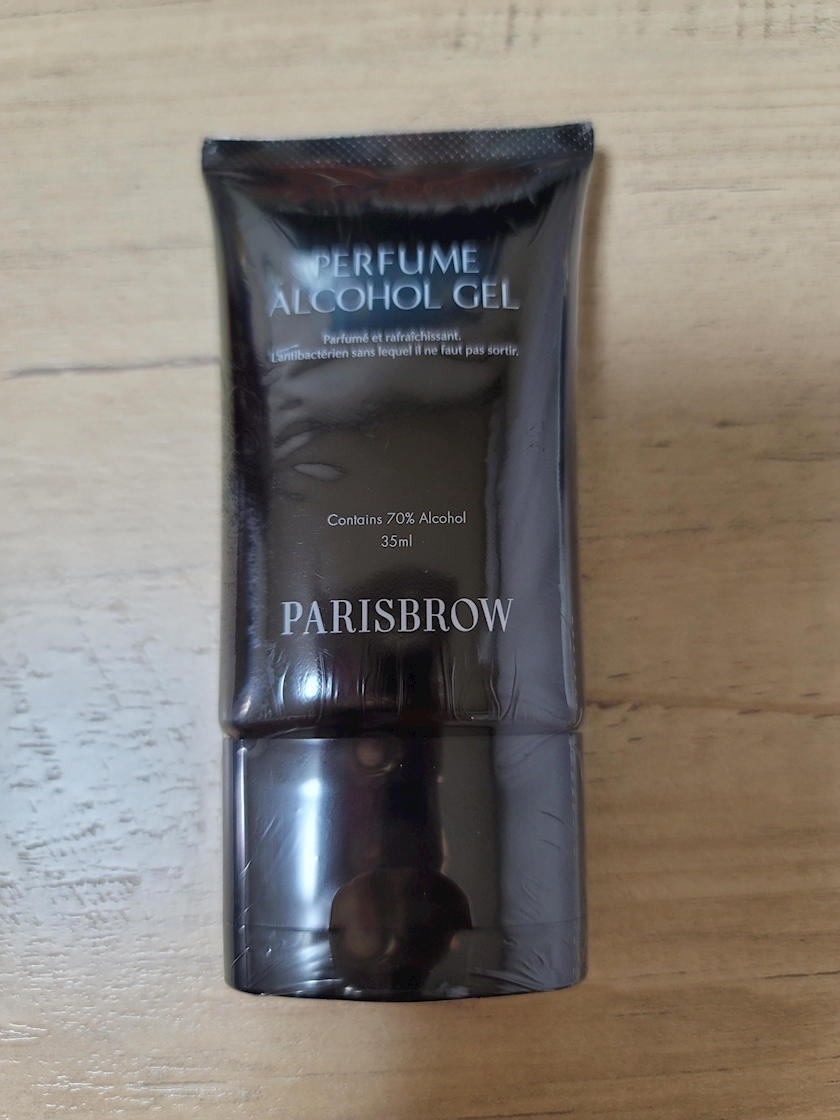 PERFUME
ALCOHOL GEL
Parfumé et rafraîchissant.
L'antibactérien sans lequel il ne faut pas sortir.
Contains 70% Alcohol
35ml
PARISBROW